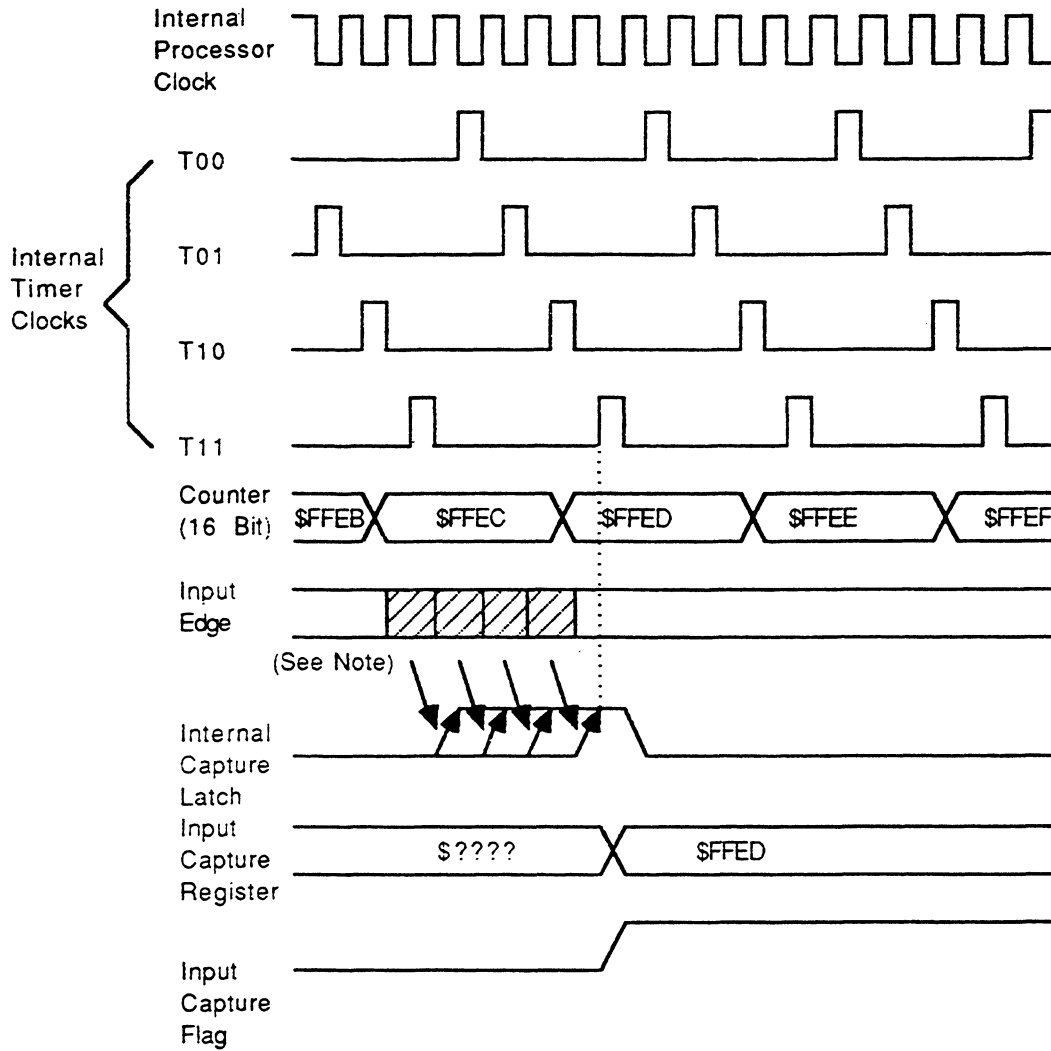 Internal
Processor
Clock
T00
T01
Internal
Timer
Clocks
T10
T11
Counter
(16 Bit)
$FFEB
$FFEC
$FFED
$FFEE
$FFEF
Input
Edge
(See Note)
Internal
Capture
Latch
Input
Capture
Register
$????
$FFED
Input
Capture
Flag